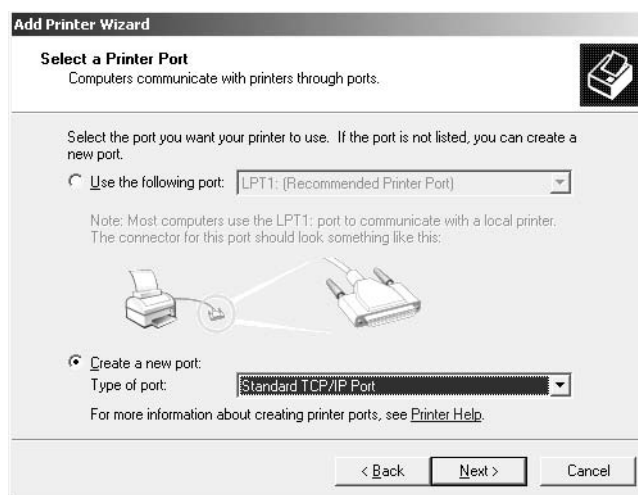 Add Printer Wizard
Select a Printer Port
Computers communicate with printers through ports.
Select the port you want your printer to use. If the port is not listed, you can create a
new port.
Use the following port: LPT1: (Recommended Printer Port)
Note: Most computers use the LPT1: port to communicate with a local printer.
The connector for this port should look something like this:
Create a new port:
Type of port: Standard TCP/IP Port
For more information about creating printer ports, see Printer Help.
< Back Next > Cancel